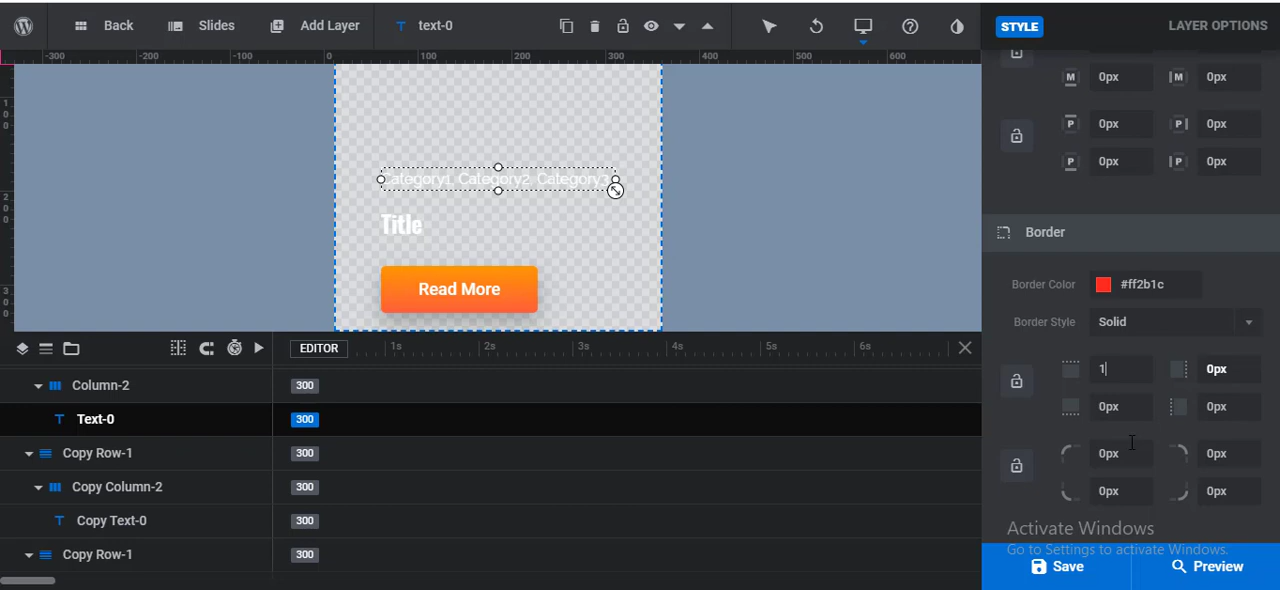 Back
Slides
Add Layer
T text-0
STYLE
LAYER OPTIONS
-300 -200 -100 0 100 200 300 400 500 600
M 0px M 0px
P 0px P 0px
P 0px P 0px
Category1, Category2, Category3
Title
Read More
Border
Border Color #ff2b1c
Border Style Solid
1 0px
0px 0px
0px 0px
0px 0px
EDITOR
1s 2s 3s 4s 5s 6s
Column-2 300
T Text-0 300
Copy Row-1 300
Copy Column-2 300
T Copy Text-0 300
Copy Row-1 300
Activate Windows
Go to Settings to activate Windows.
Save
Preview